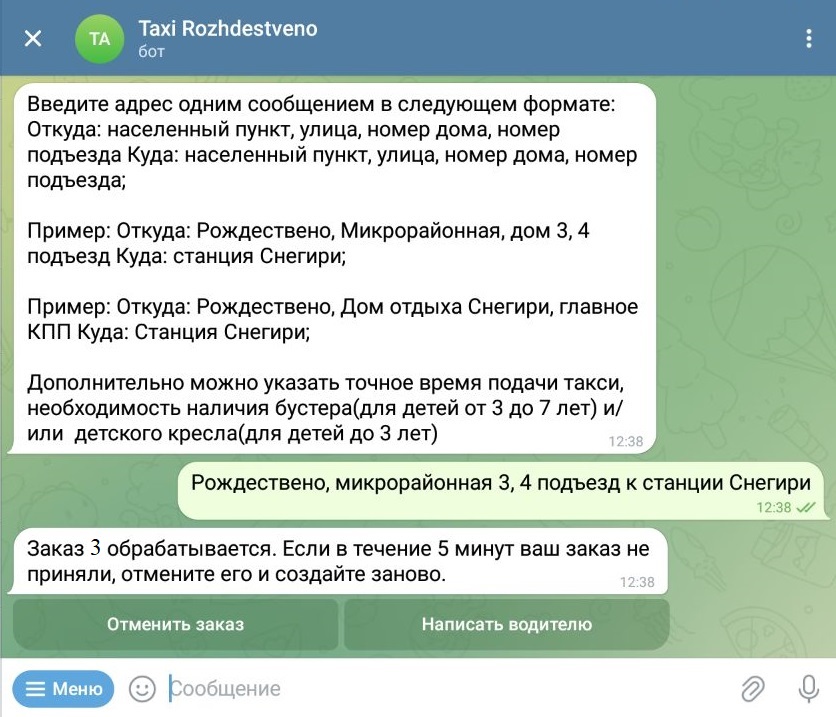 Taxi Rozhdestveno
TA
бот
Введите адрес одним сообщением в следующем формате:
Откуда: населенный пункт, улица, номер дома, номер
подъезда Куда: населенный пункт, улица, номер дома, номер
подъезда;
Пример: Откуда: Рождествено, Микрорайонная, дом 3, 4
подъезд Куда: станция Снегири;
Пример: Откуда: Рождествено, Дом отдыха Снегири, главное
КПП Куда: Станция Снегири;
Дополнительно можно указать точное время подачи такси,
необходимость наличия бустера(для детей от 3 до 7 лет) и/
или детского кресла(для детей до 3 лет)
12:38
Рождествено, микрорайонная 3, 4 подъезд к станции Снегири
12:38
Заказ 3 обрабатывается. Если в течение 5 минут ваш заказ не
приняли, отмените его и создайте заново.
12:38
Отменить заказ
Написать водителю
Меню
Сообщение